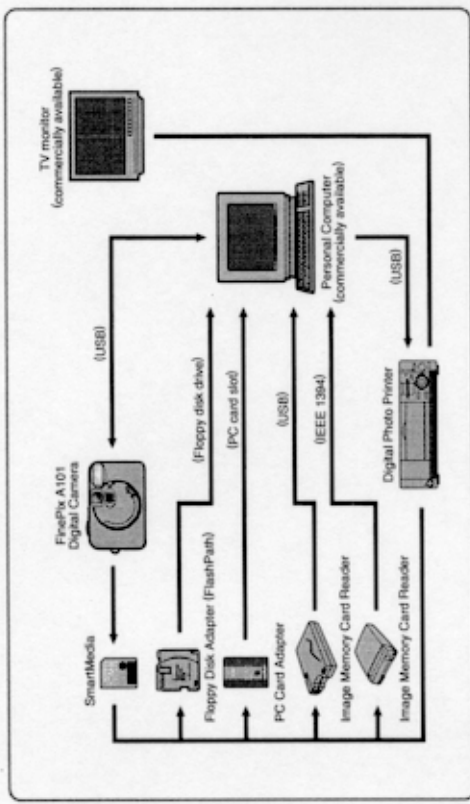 TV monitor
(commercially available)
(USB)
FinePix A101
Digital Camera
SmartMedia
(Floppy disk drive)
Floppy Disk Adapter (FlashPath)
(PC card slot)
Personal Computer
(commercially available)
PC Card Adapter
(USB)
Image Memory Card Reader
(IEEE 1394)
(USB)
Image Memory Card Reader
Digital Photo Printer